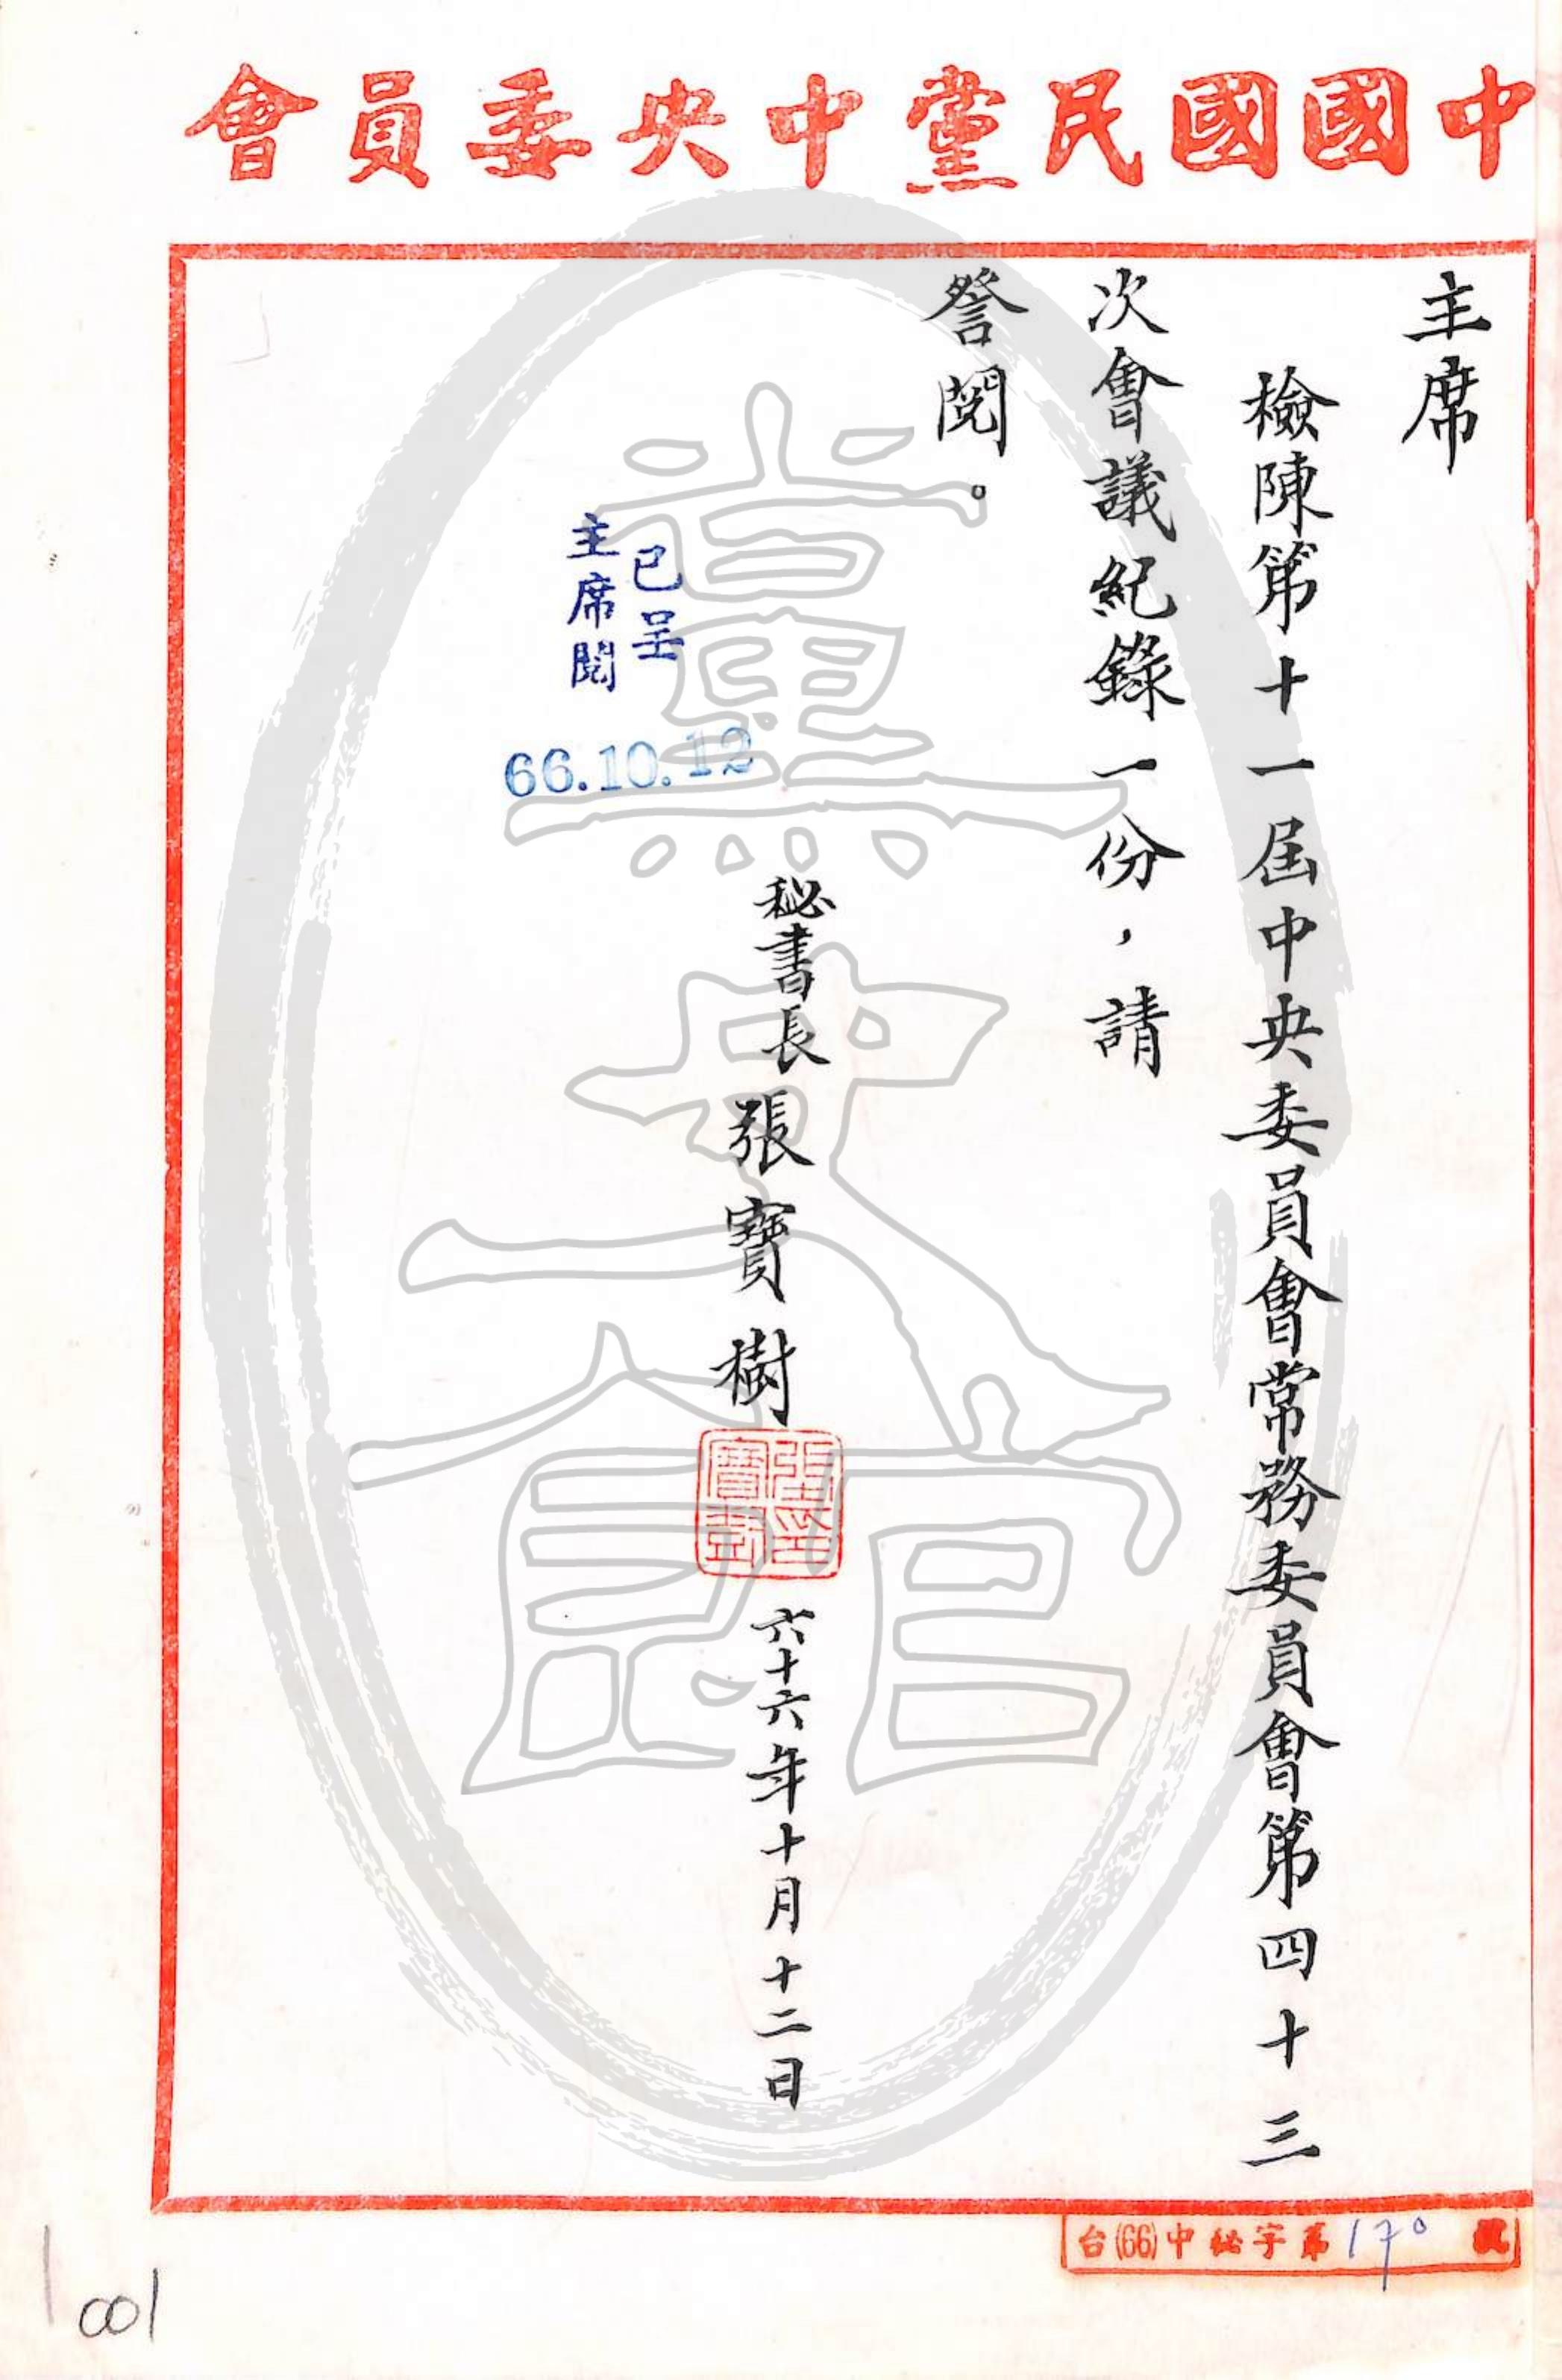 中國國民黨中央委員會
主席
檢陳第十一屆中央委員會常務委員會第四十三
次會議紀錄一份，請
詧閱。
秘書長張寶樹
張寶樹印
六十六年十月十二日
已呈
主席閱
66.10.12
台(66)中秘字第170號
001
黨史館